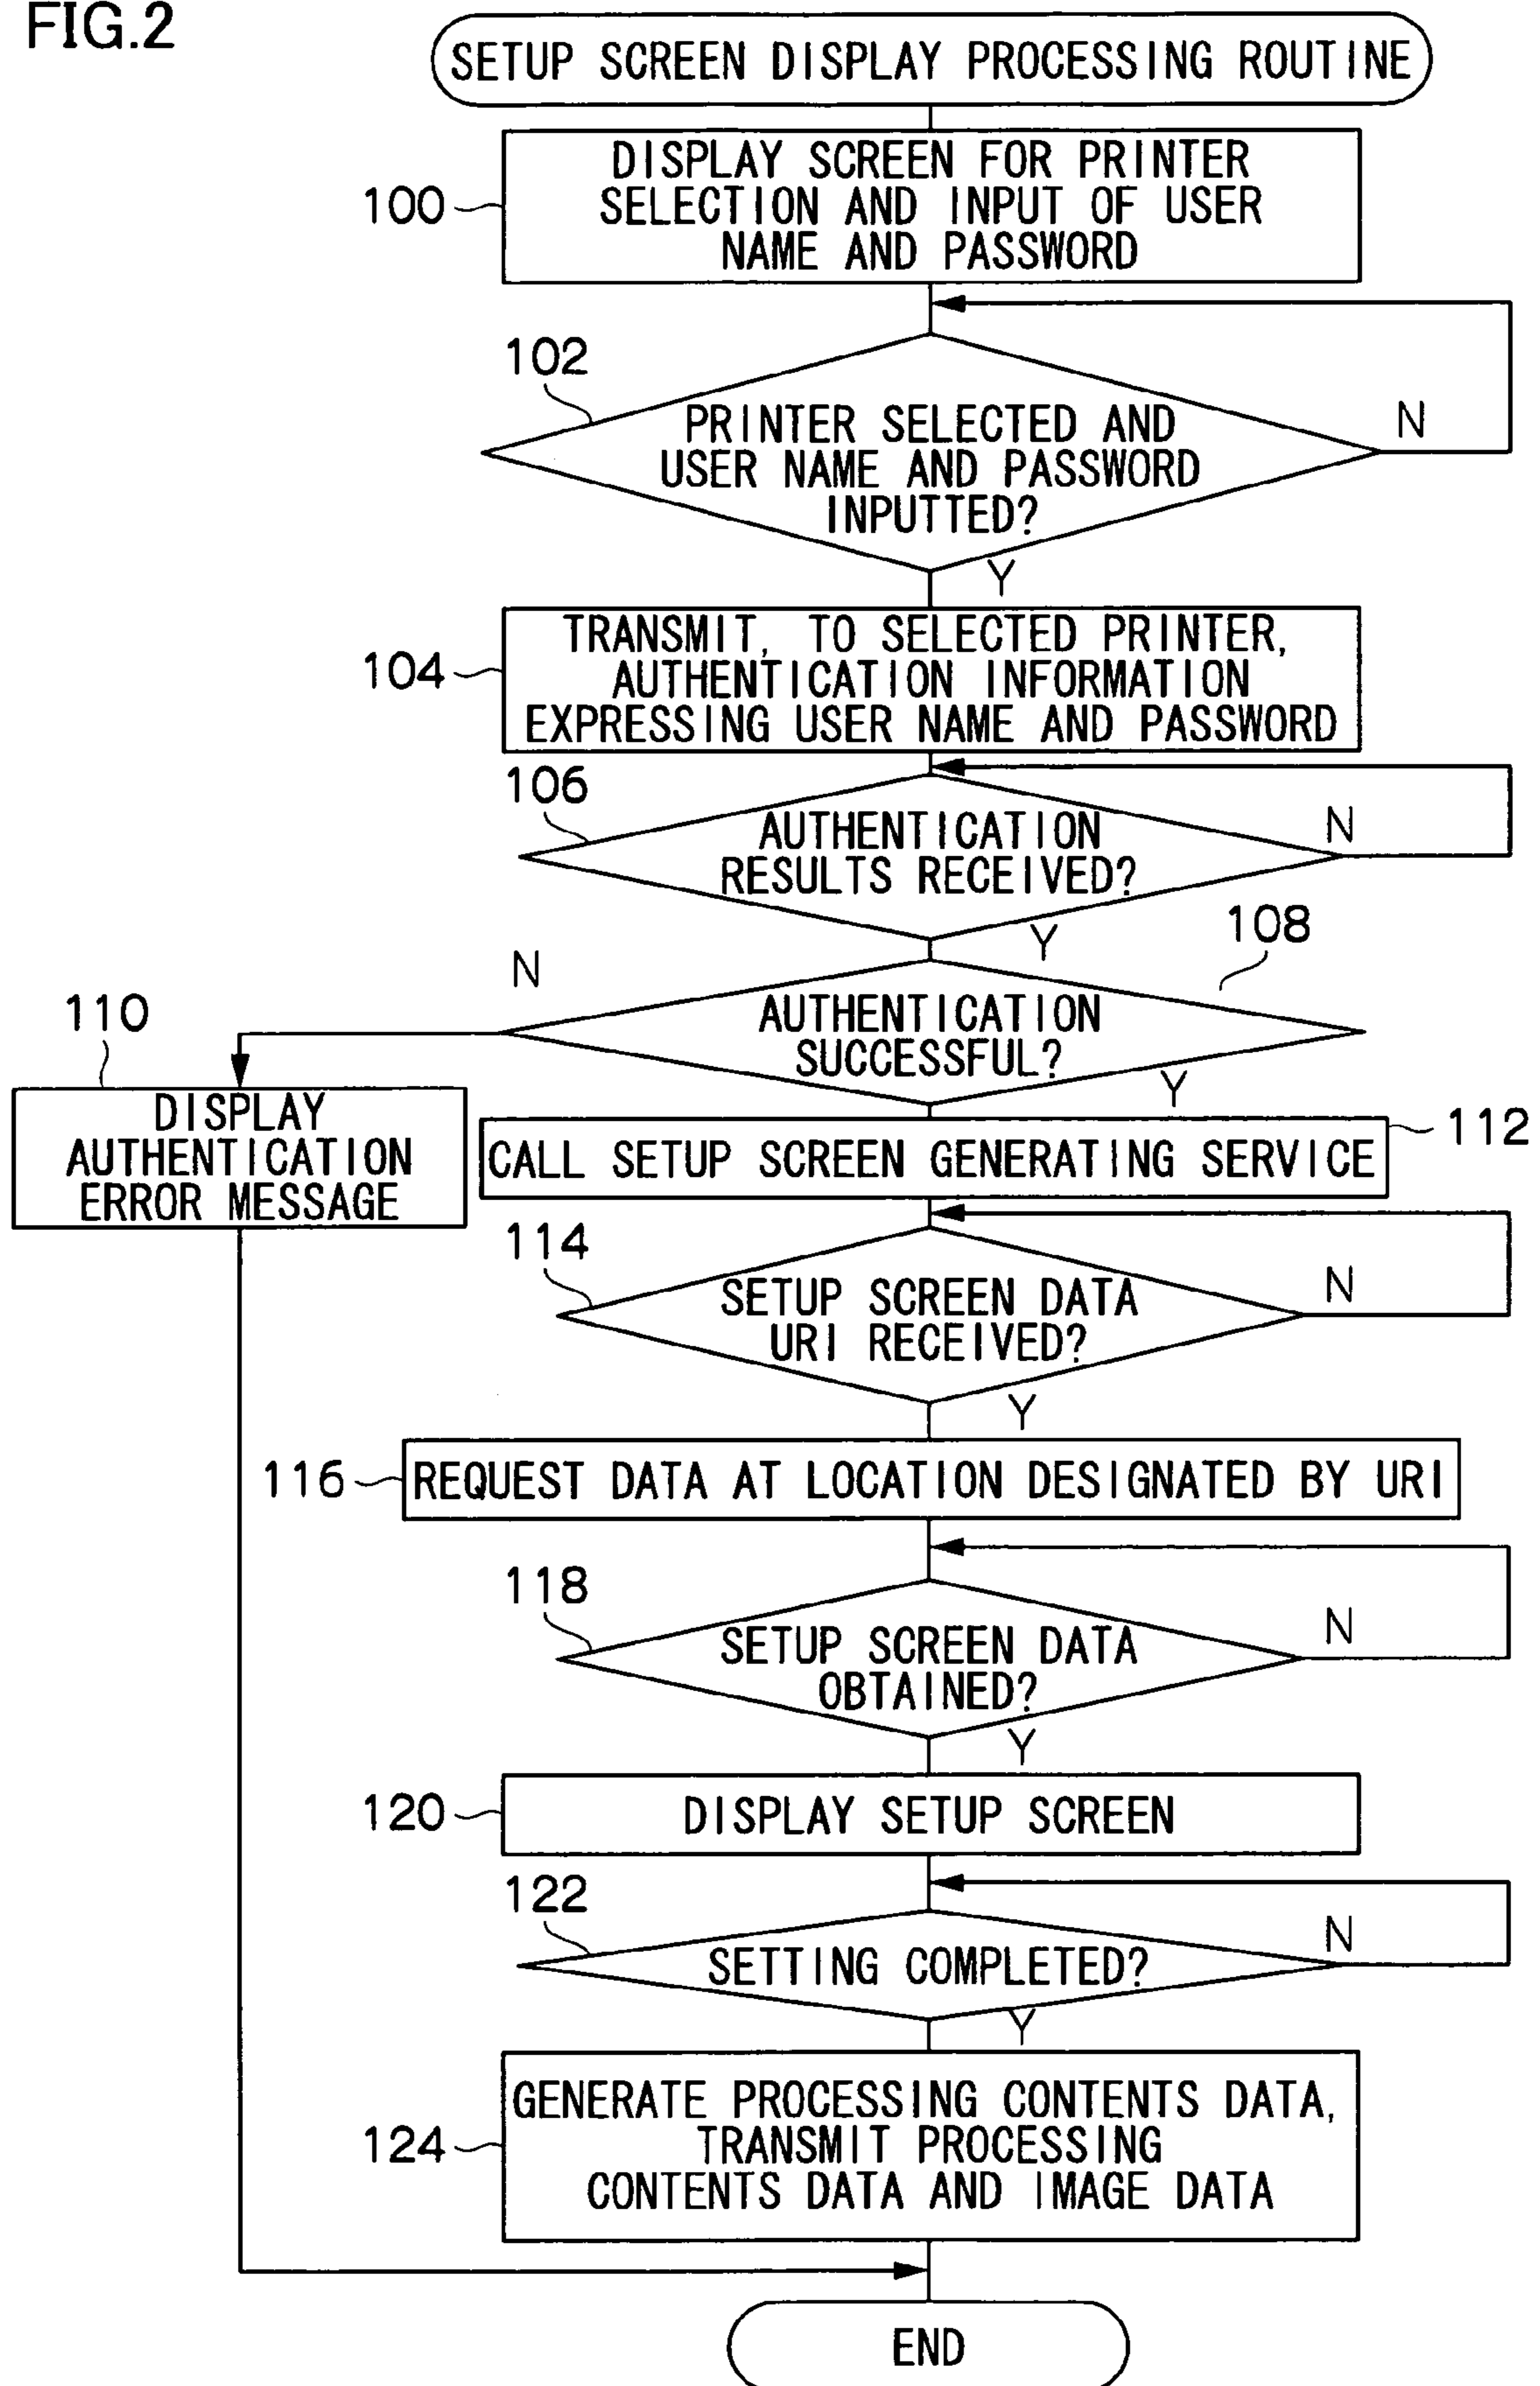 FIG.2
SETUP SCREEN DISPLAY PROCESSING ROUTINE
100
DISPLAY SCREEN FOR PRINTER
SELECTION AND INPUT OF USER
NAME AND PASSWORD
102
PRINTER SELECTED AND
USER NAME AND PASSWORD
INPUTTED?
N
Y
104
TRANSMIT, TO SELECTED PRINTER,
AUTHENTICATION INFORMATION
EXPRESSING USER NAME AND PASSWORD
106
AUTHENTICATION
RESULTS RECEIVED?
N
Y
108
AUTHENTICATION
SUCCESSFUL?
N
Y
110
DISPLAY
AUTHENTICATION
ERROR MESSAGE
112
CALL SETUP SCREEN GENERATING SERVICE
114
SETUP SCREEN DATA
URI RECEIVED?
N
Y
116
REQUEST DATA AT LOCATION DESIGNATED BY URI
118
SETUP SCREEN DATA
OBTAINED?
N
Y
120
DISPLAY SETUP SCREEN
122
SETTING COMPLETED?
N
Y
124
GENERATE PROCESSING CONTENTS DATA,
TRANSMIT PROCESSING
CONTENTS DATA AND IMAGE DATA
END